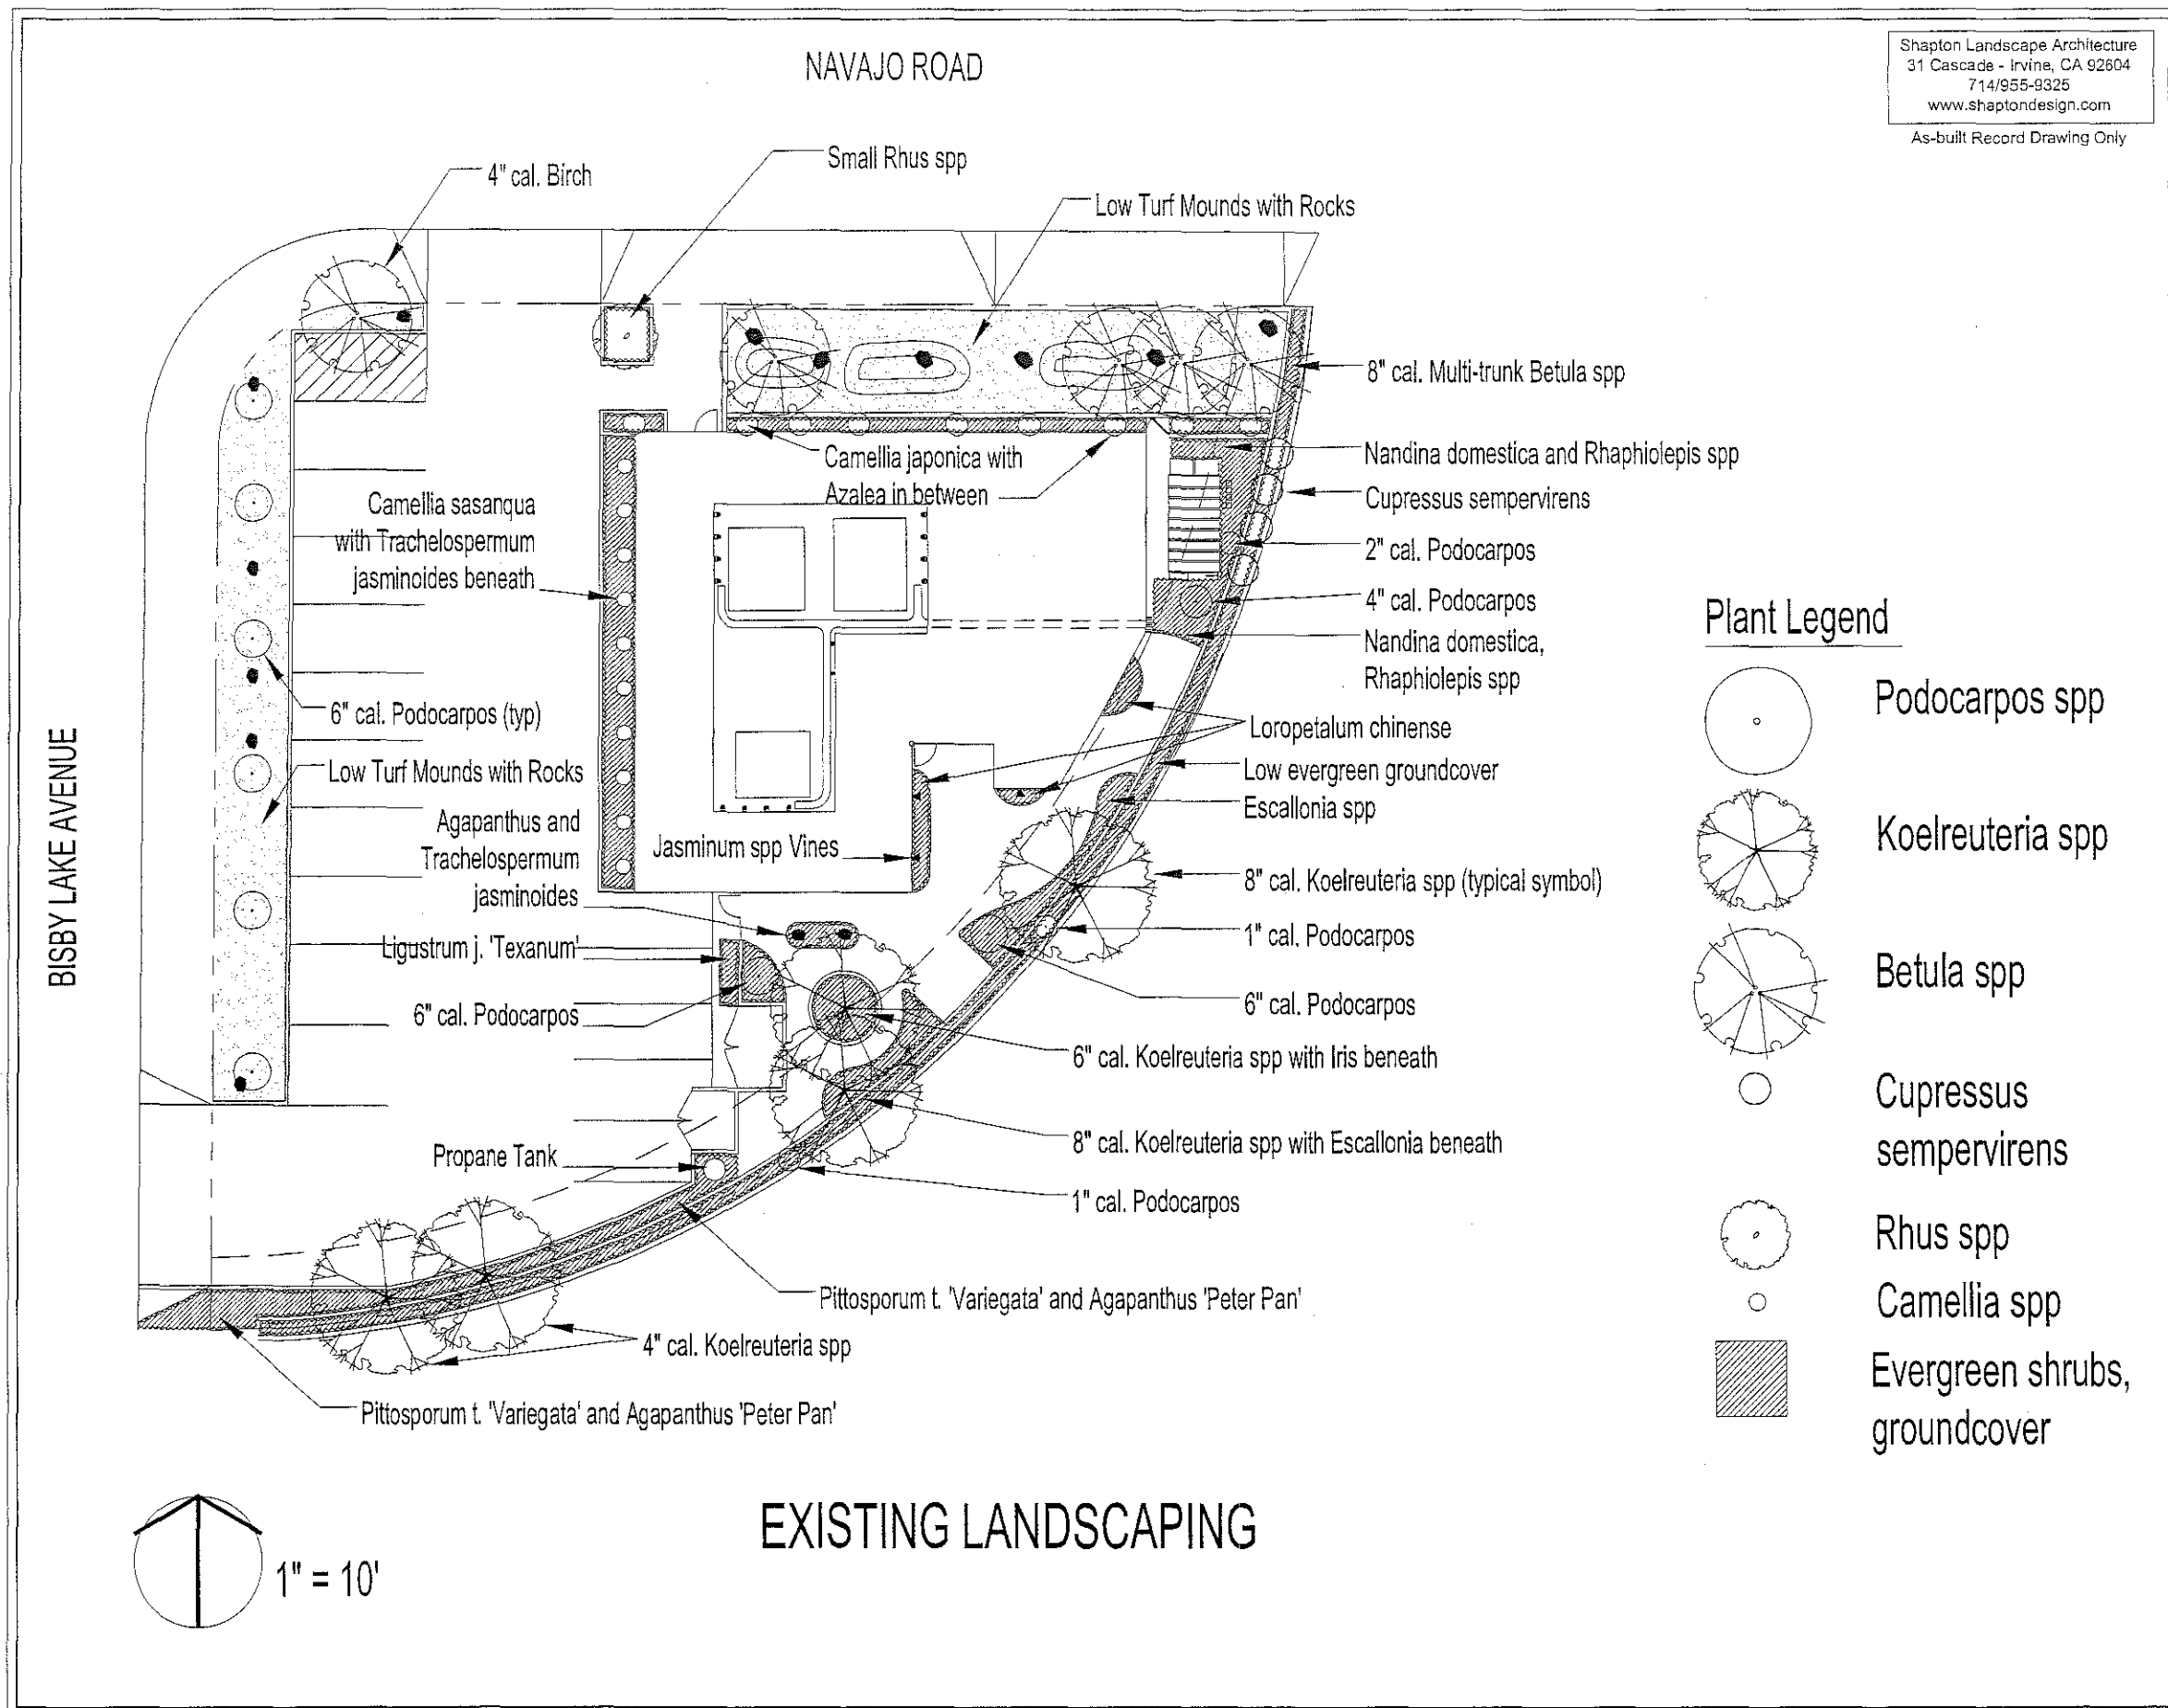 NAVAJO ROAD
Shapton Landscape Architecture
31 Cascade - Irvine, CA 92604
714/955-9325
www.shaptondesign.com
As-built Record Drawing Only
4" cal. Birch
Small Rhus spp
Low Turf Mounds with Rocks
8" cal. Multi-trunk Betula spp
Camellia japonica with
Azalea in between
Nandina domestica and Rhaphiolepis spp
Cupressus sempervirens
2" cal. Podocarpos
4" cal. Podocarpos
Nandina domestica,
Rhaphiolepis spp
Camellia sasanqua
with Trachelospermum
jasminoides beneath
6" cal. Podocarpos (typ)
Low Turf Mounds with Rocks
BISBY LAKE AVENUE
Agapanthus and
Trachelospermum
jasminoides
Jasminum spp Vines
Loropetalum chinense
Low evergreen groundcover
Escallonia spp
8" cal. Koelreuteria spp (typical symbol)
1" cal. Podocarpos
Ligustrum j. 'Texanum'
6" cal. Podocarpos
6" cal. Podocarpos
6" cal. Koelreuteria spp with Iris beneath
8" cal. Koelreuteria spp with Escallonia beneath
Propane Tank
1" cal. Podocarpos
Pittosporum t. 'Variegata' and Agapanthus 'Peter Pan'
4" cal. Koelreuteria spp
Pittosporum t. 'Variegata' and Agapanthus 'Peter Pan'
Plant Legend
Podocarpos spp
Koelreuteria spp
Betula spp
Cupressus
sempervirens
Rhus spp
Camellia spp
Evergreen shrubs,
groundcover
EXISTING LANDSCAPING
1" = 10'